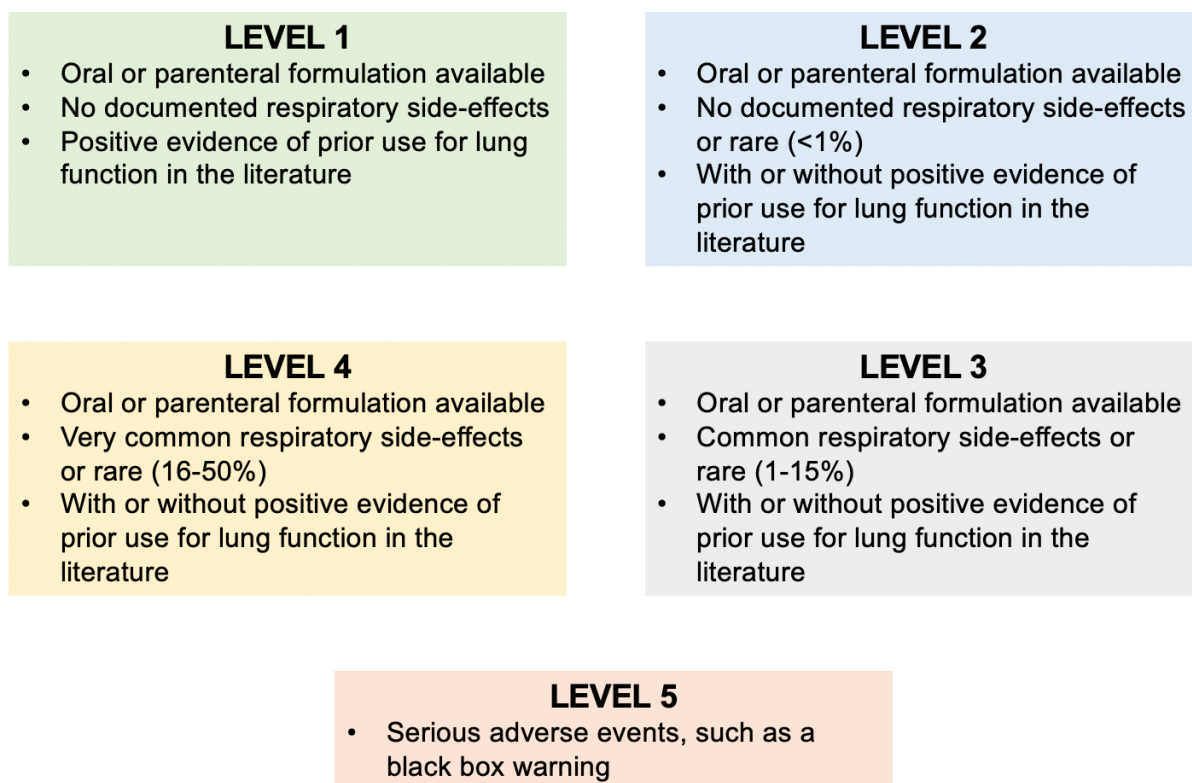 LEVEL 1
• Oral or parenteral formulation available
• No documented respiratory side-effects
• Positive evidence of prior use for lung
function in the literature
LEVEL 2
• Oral or parenteral formulation available
• No documented respiratory side-effects
or rare (<1%)
• With or without positive evidence of
prior use for lung function in the
literature
LEVEL 4
• Oral or parenteral formulation available
• Very common respiratory side-effects
or rare (16-50%)
• With or without positive evidence of
prior use for lung function in the
literature
LEVEL 3
• Oral or parenteral formulation available
• Common respiratory side-effects or
rare (1-15%)
• With or without positive evidence of
prior use for lung function in the
literature
LEVEL 5
• Serious adverse events, such as a
black box warning